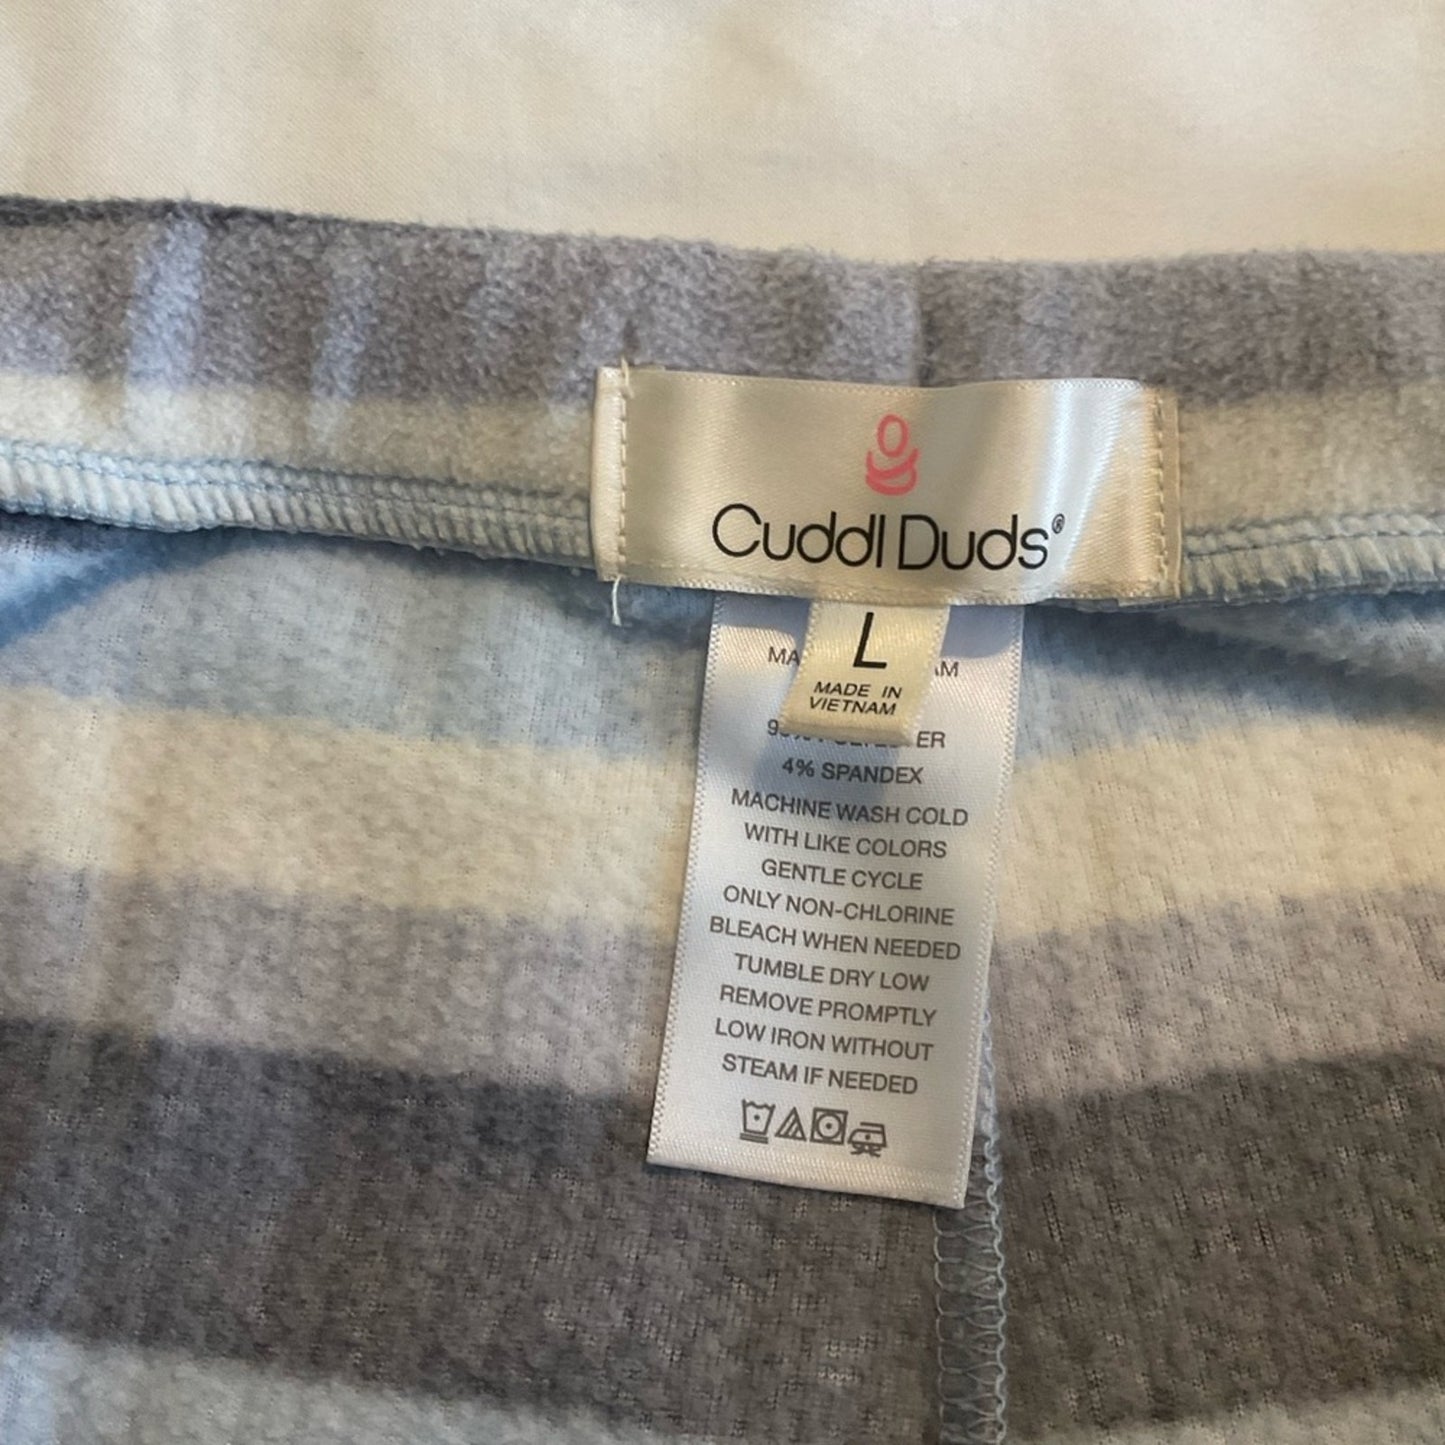 Cuddl Duds®
L
MADE IN
VIETNAM
4% SPANDEX
MACHINE WASH COLD
WITH LIKE COLORS
GENTLE CYCLE
ONLY NON-CHLORINE
BLEACH WHEN NEEDED
TUMBLE DRY LOW
REMOVE PROMPTLY
LOW IRON WITHOUT
STEAM IF NEEDED